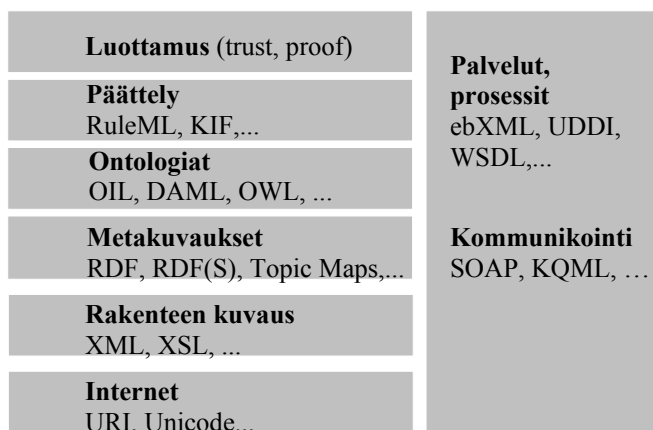 Luottamus (trust, proof)
Päättely
RuleML, KIF,...
Ontologiat
OIL, DAML, OWL, ...
Metakuvaukset
RDF, RDF(S), Topic Maps,...
Rakenteen kuvaus
XML, XSL, ...
Internet
URI, Unicode...
Palvelut,
prosessit
ebXML, UDDI,
WSDL,...
Kommunikointi
SOAP, KQML, …